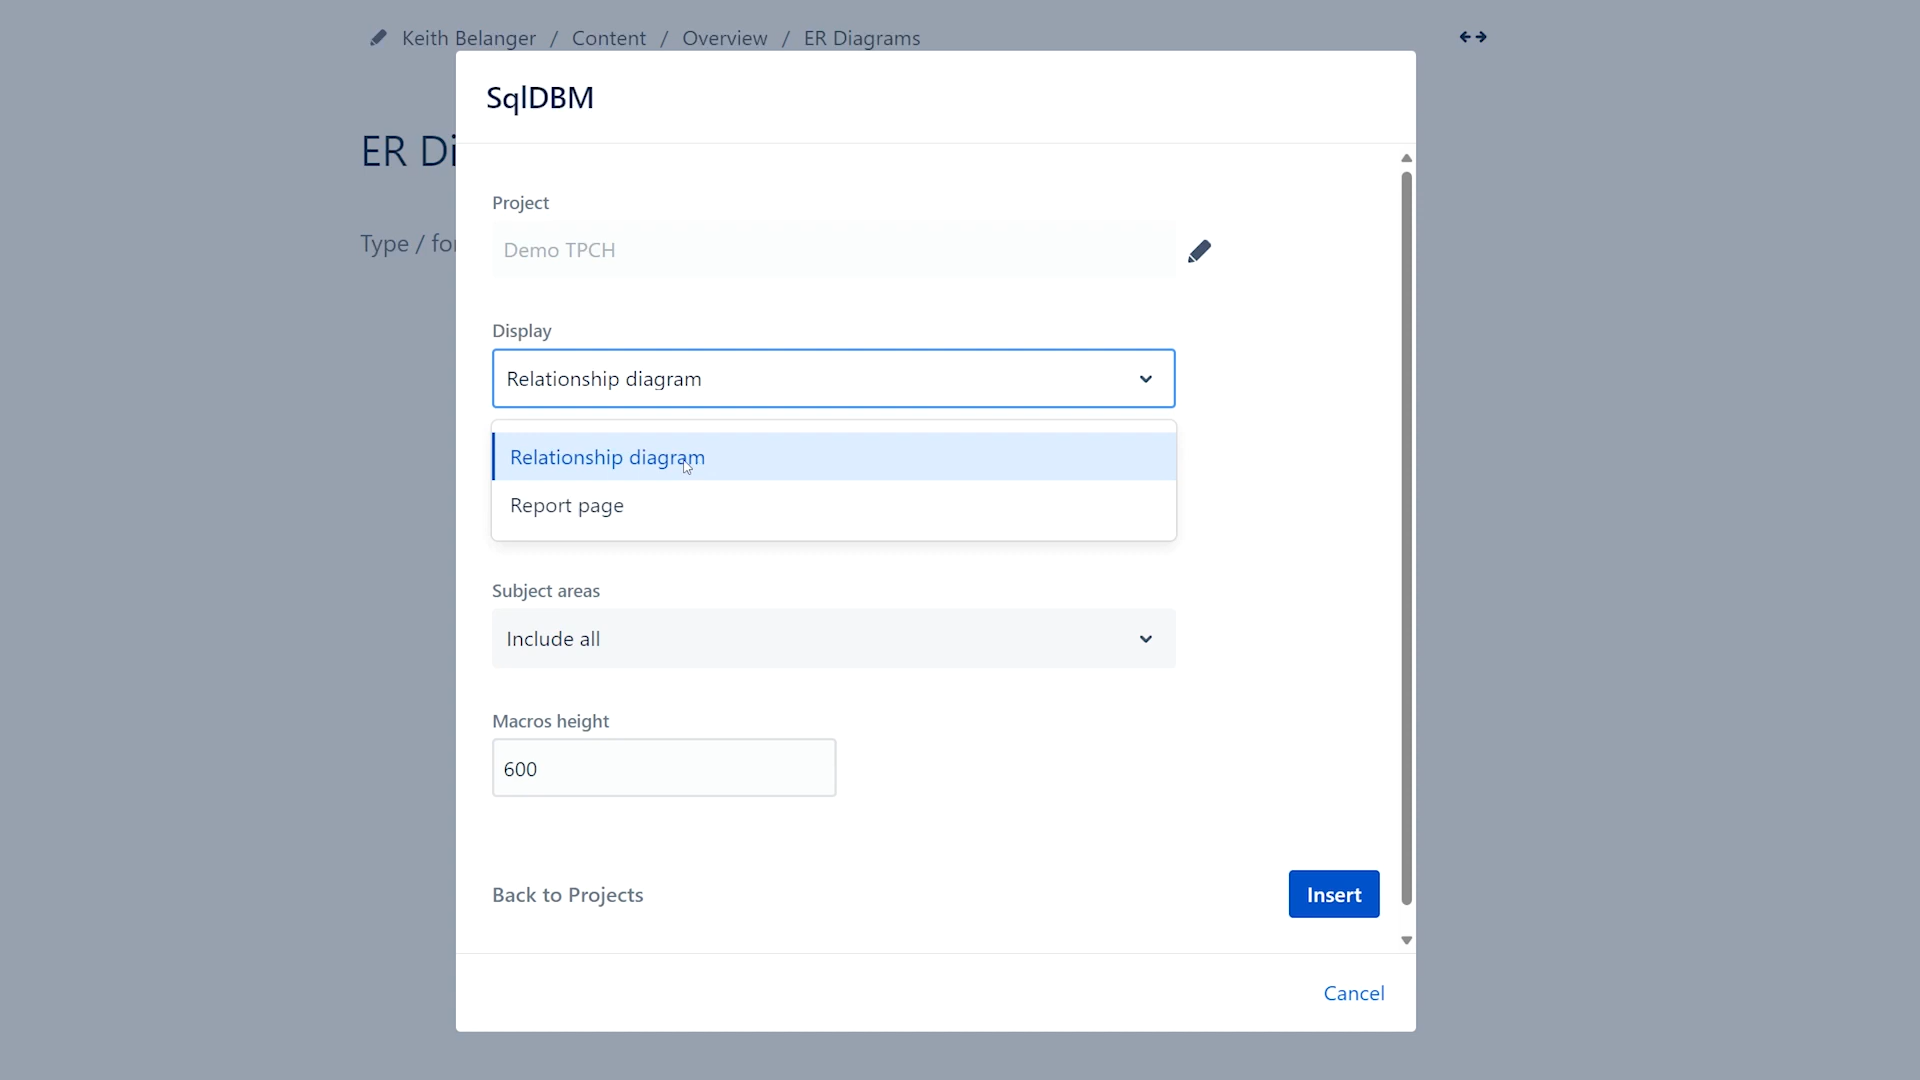 Keith Belanger / Content / Overview / ER Diagrams
SqlDBM
ER Di
Project
Demo TPCH
Type / for
Display
Relationship diagram
Relationship diagram
Report page
Subject areas
Include all
Macros height
600
Back to Projects
Insert
Cancel